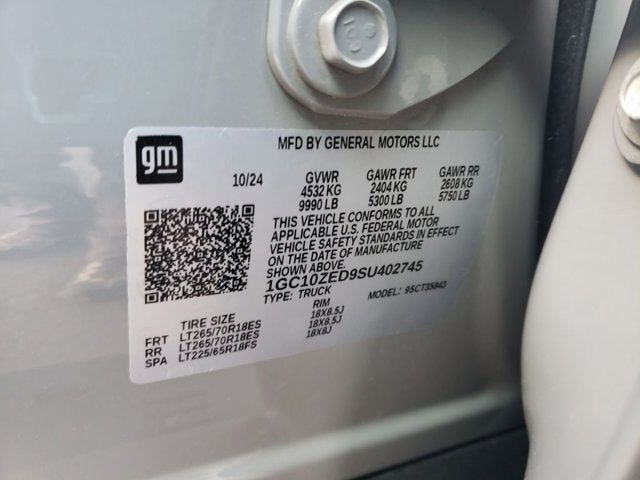 gm
MFD BY GENERAL MOTORS LLC
10/24 GVWR GAWR FRT GAWR RR
4532 KG 2404 KG 2608 KG
9990 LB 5300 LB 5750 LB
THIS VEHICLE CONFORMS TO ALL
APPLICABLE U.S. FEDERAL MOTOR
VEHICLE SAFETY STANDARDS IN EFFECT
ON THE DATE OF MANUFACTURE
SHOWN ABOVE.
1GC10ZED9SU402745
TYPE: TRUCK MODEL: 95CT35843
TIRE SIZE RIM
FRT LT265/70R18ES 18X8.5J
RR LT265/70R18ES 18X8.5J
SPA LT225/65R18FS 18X8J